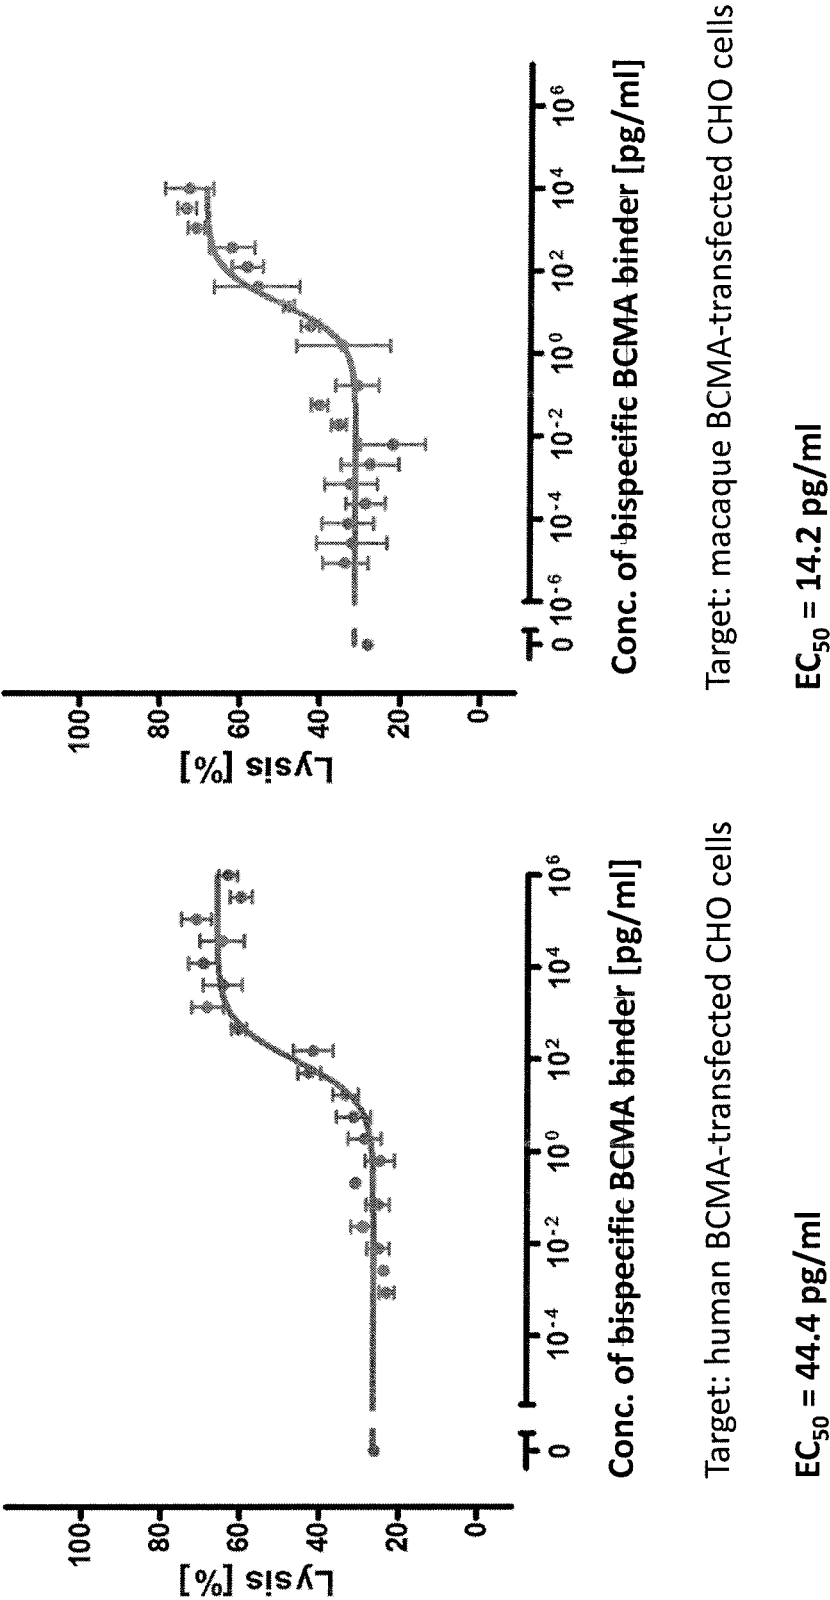 Lysis [%]
100
80
60
40
20
0
0 10-4 10-2 100 102 104 106
Conc. of bispecific BCMA binder [pg/ml]
Target: human BCMA-transfected CHO cells
EC50 = 44.4 pg/ml
Lysis [%]
100
80
60
40
20
0
0 10-6 10-4 10-2 100 102 104 106
Conc. of bispecific BCMA binder [pg/ml]
Target: macaque BCMA-transfected CHO cells
EC50 = 14.2 pg/ml